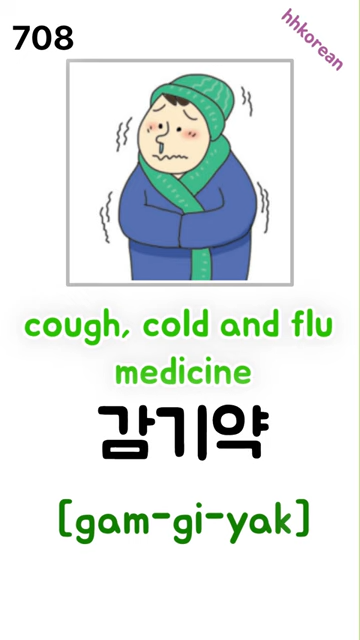 708
hhkorean
cough, cold and flu
medicine
감기약
[gam-gi-yak]